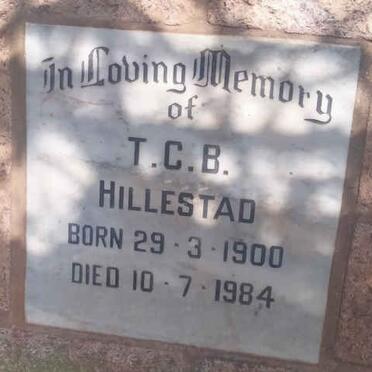 In Loving Memory
of
T.C.B.
HILLESTAD
BORN 29·3·1900
DIED 10·7·1984